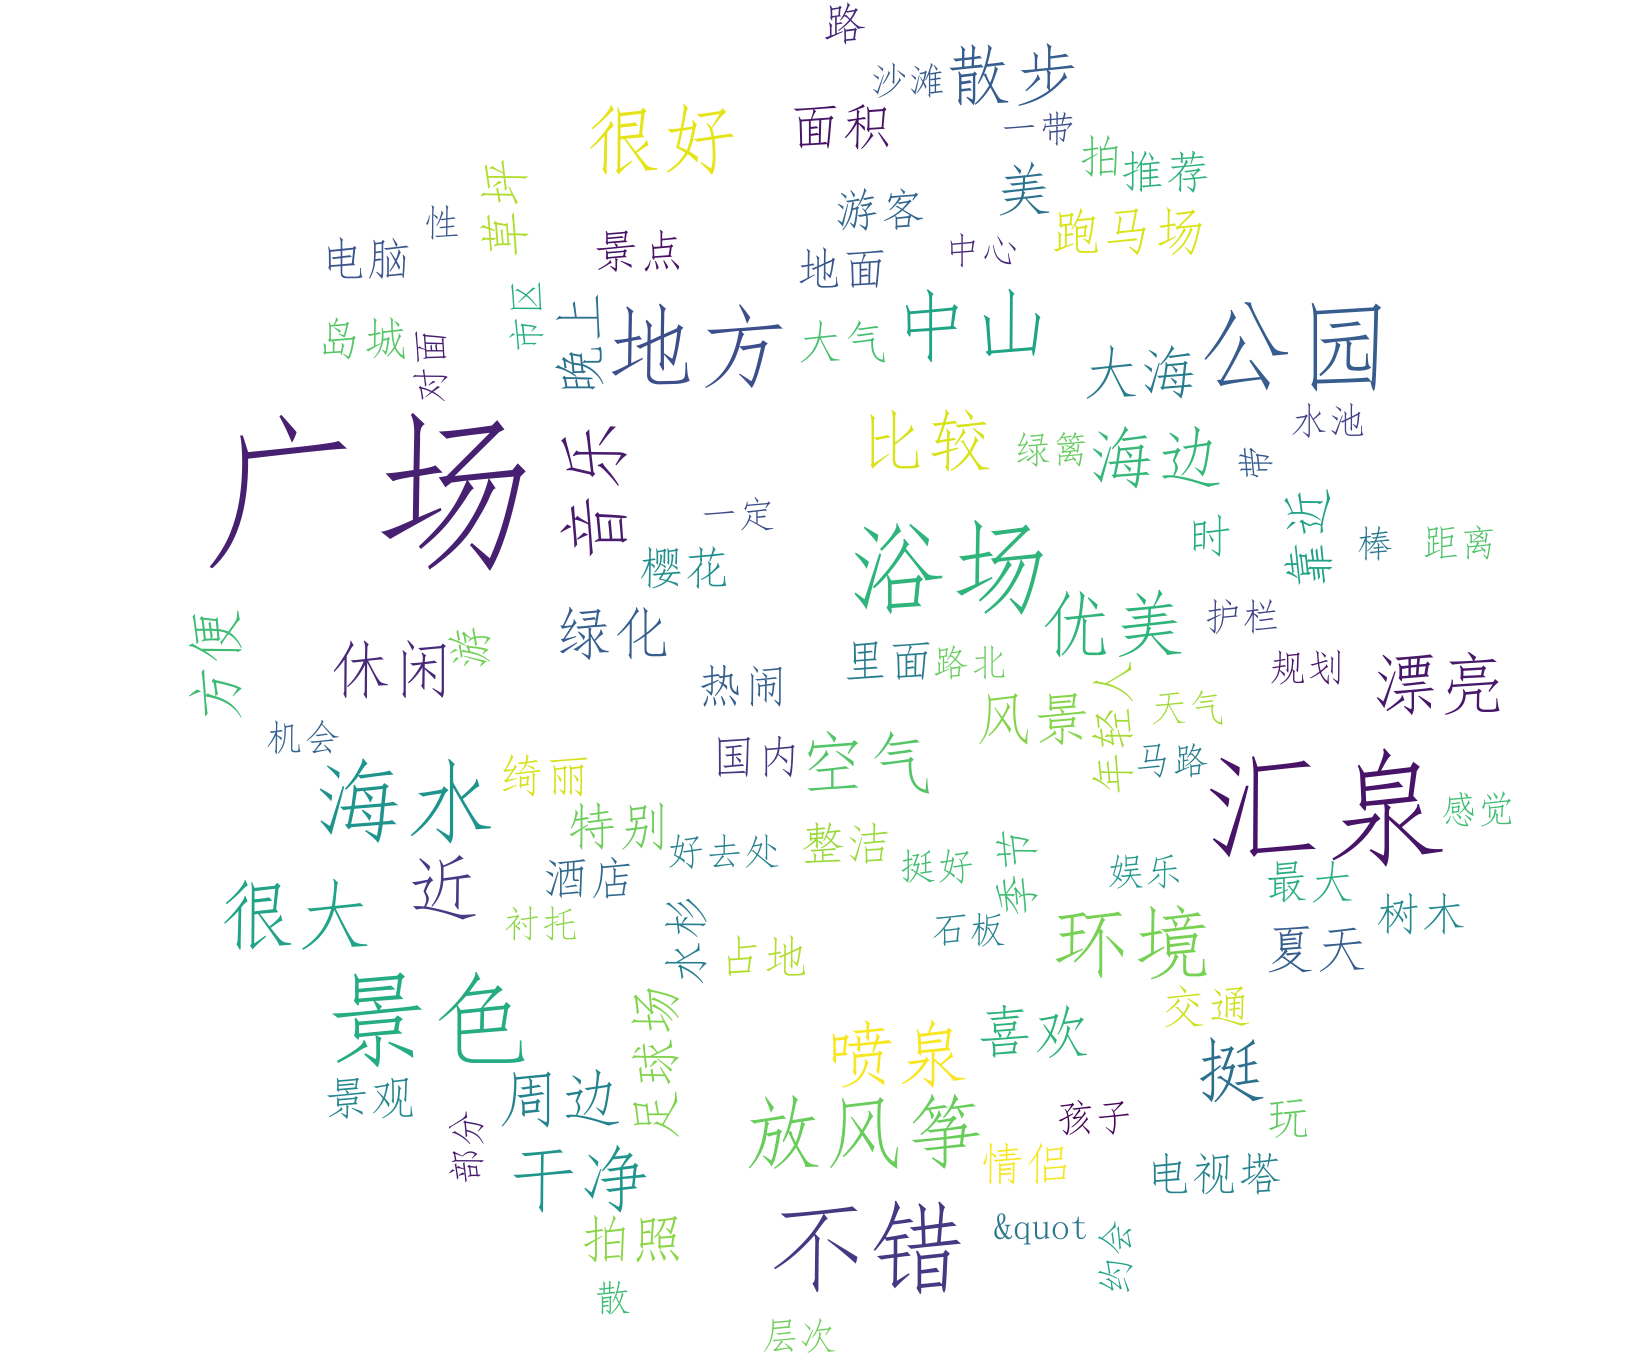 路
沙滩
散步
很好
面积
一带
拍
推荐
草坪
美
游客
性
跑马场
电脑
景点
中心
地面
市区
晚上
地方
大气
中山
大海
公园
岛城
对面
广场
音乐
比较
绿篱
海边
带
水池
一定
浴场
时
靠近
棒
距离
樱花
方便
绿化
优美
护栏
休闲
游
热闹
里面
路北
年轻人
规划
漂亮
风景
天气
机会
国内
空气
马路
汇泉
海水
绮丽
特别
好去处
整洁
挺好
季节
感觉
近
酒店
娱乐
最大
树木
很大
衬托
水杉
占地
石板
环境
夏天
景色
足球场
喷泉
喜欢
交通
景观
周边
放风筝
孩子
挺
玩
部分
干净
情侣
电视塔
拍照
不错
&quot
约会
散
层次